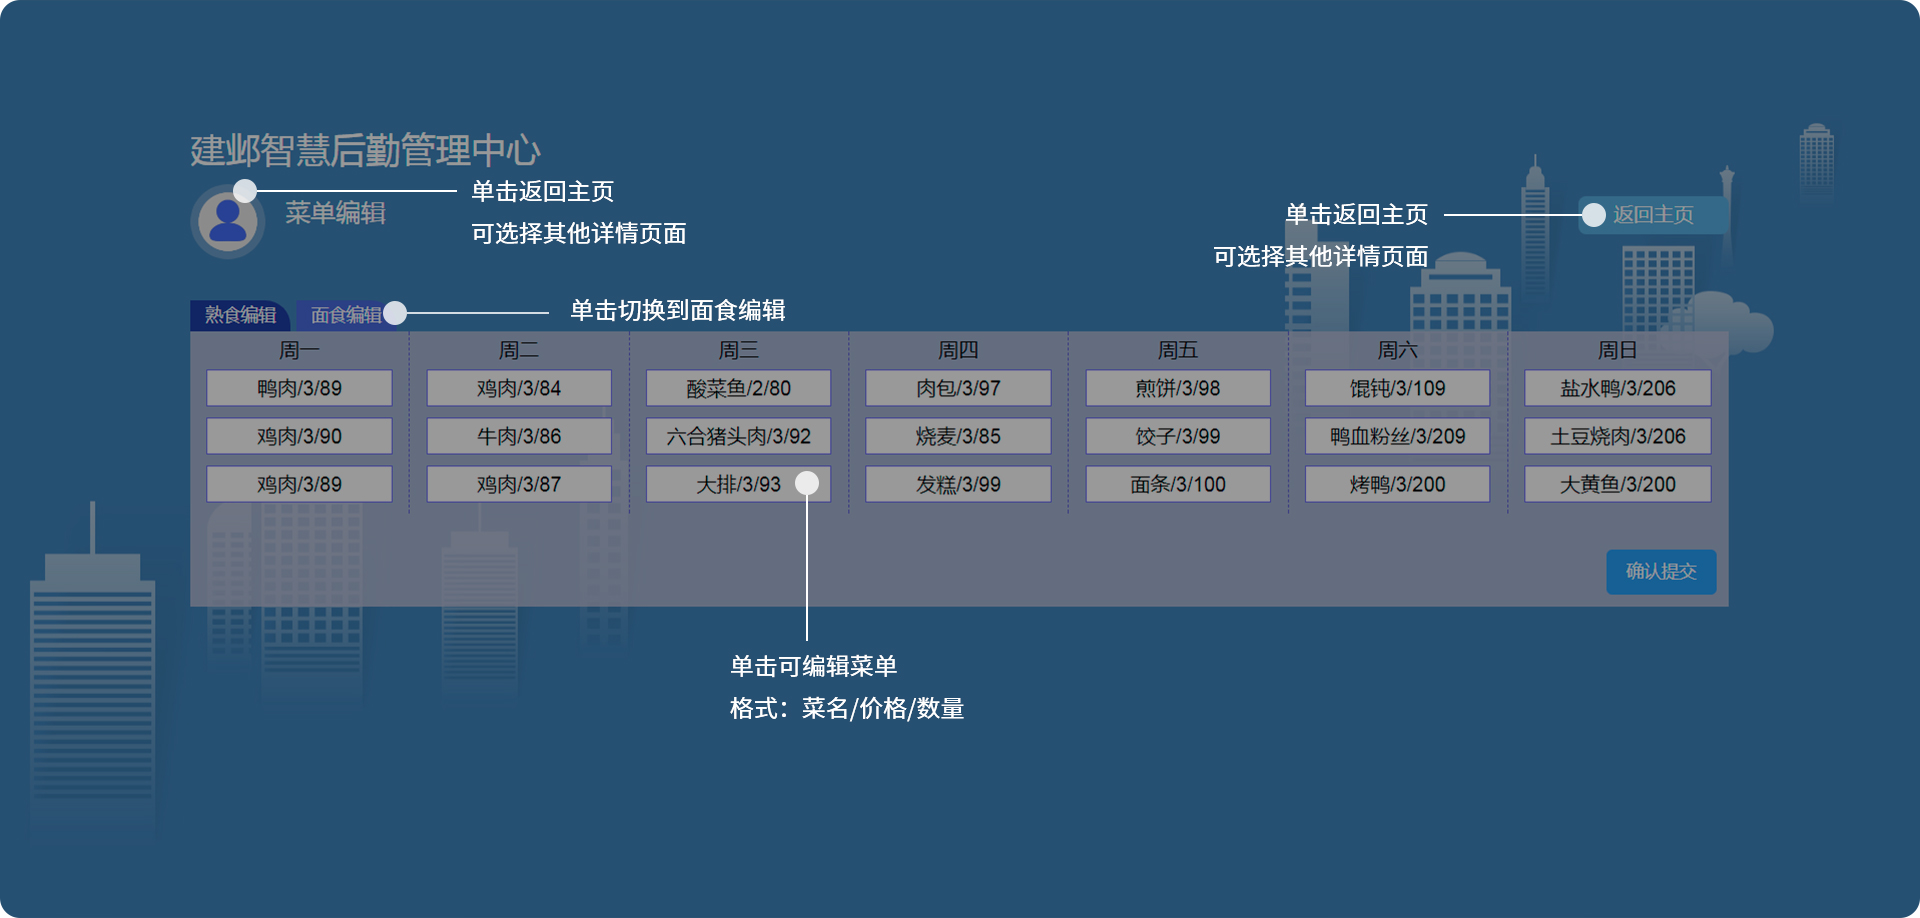 建邺智慧后勤管理中心
单击返回主页
可选择其他详情页面
菜单编辑
单击返回主页
可选择其他详情页面
返回主页
熟食编辑
面食编辑
单击切换到面食编辑
周一 周二 周三 周四 周五 周六 周日
鸭肉/3/89 鸡肉/3/84 酸菜鱼/2/80 肉包/3/97 煎饼/3/98 馄饨/3/109 盐水鸭/3/206
鸡肉/3/90 牛肉/3/86 六合猪头肉/3/92 烧麦/3/85 饺子/3/99 鸭血粉丝/3/209 土豆烧肉/3/206
鸡肉/3/89 鸡肉/3/87 大排/3/93 发糕/3/99 面条/3/100 烤鸭/3/200 大黄鱼/3/200
确认提交
单击可编辑菜单
格式：菜名/价格/数量